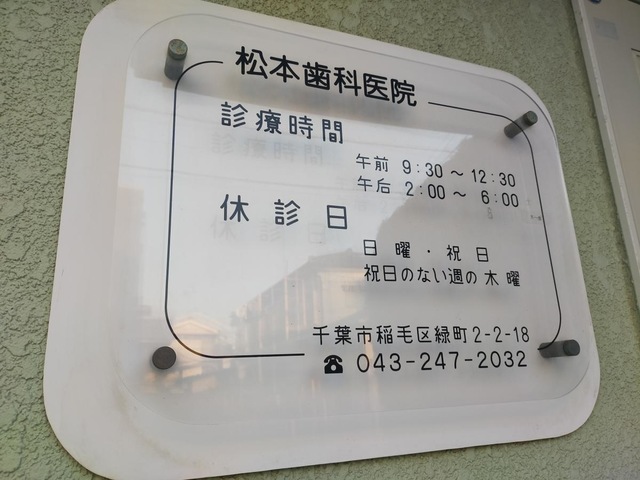 松本歯科医院
診療時間
午前 9:30〜12:30
午后 2:00〜 6:00
休診日
日曜・祝日
祝日のない週の木曜
千葉市稲毛区緑町2-2-18
☎ 043-247-2032